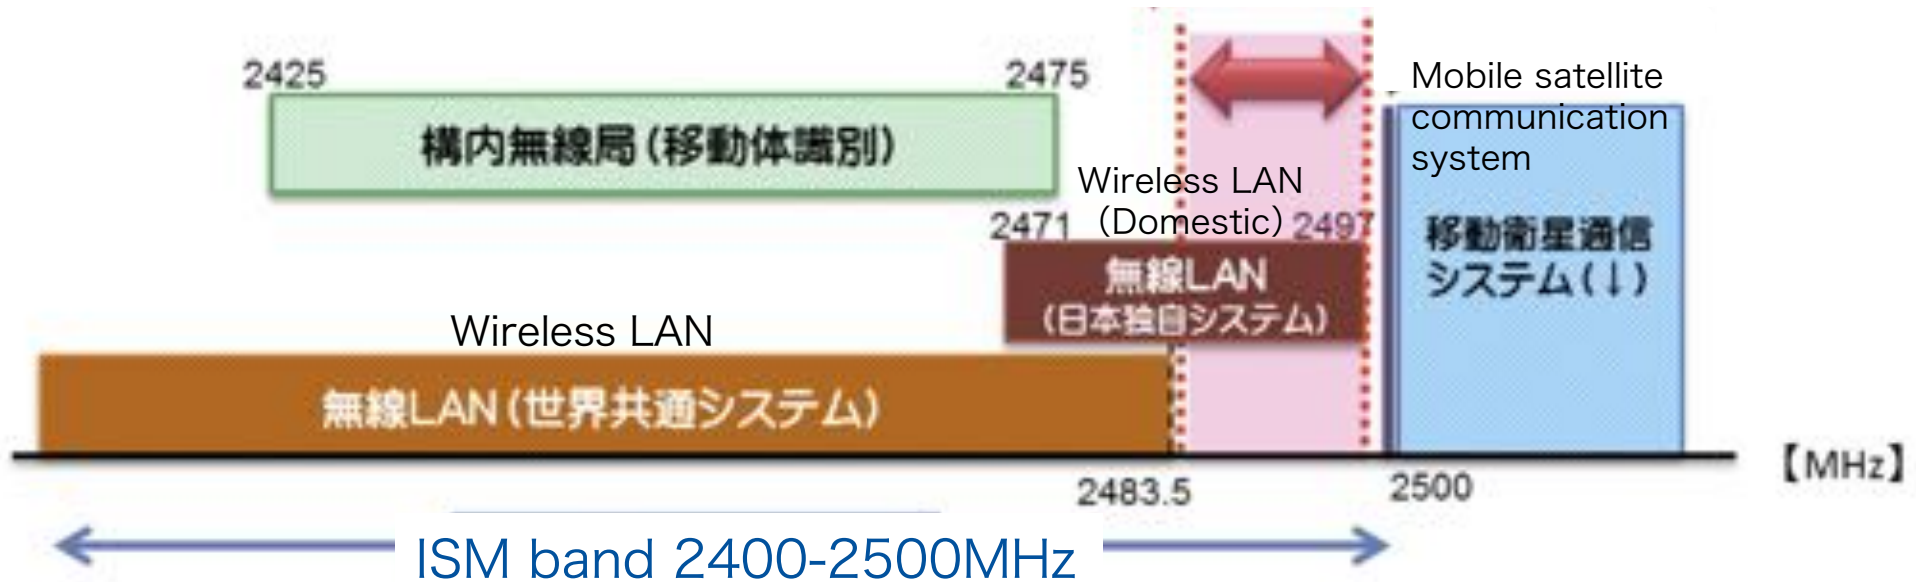 2425
2475
構内無線局(移動体識別)
Mobile satellite
communication
system
Wireless LAN
(Domestic)
2471
2497
無線LAN
(日本独自システム)
移動衛星通信
システム(↓)
Wireless LAN
無線LAN(世界共通システム)
【MHz】
2483.5
2500
ISM band 2400-2500MHz